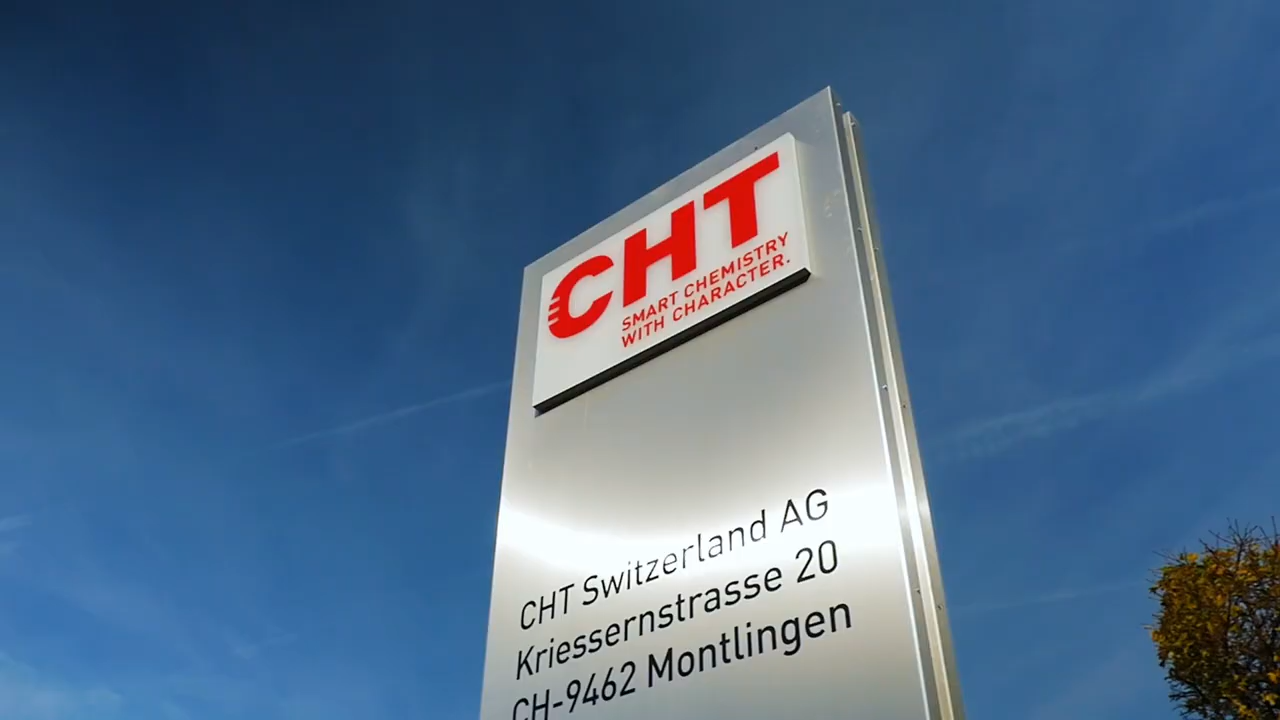 CHT
SMART CHEMISTRY
WITH CHARACTER.
CHT Switzerland AG
Kriessernstrasse 20
CH-9462 Montlingen